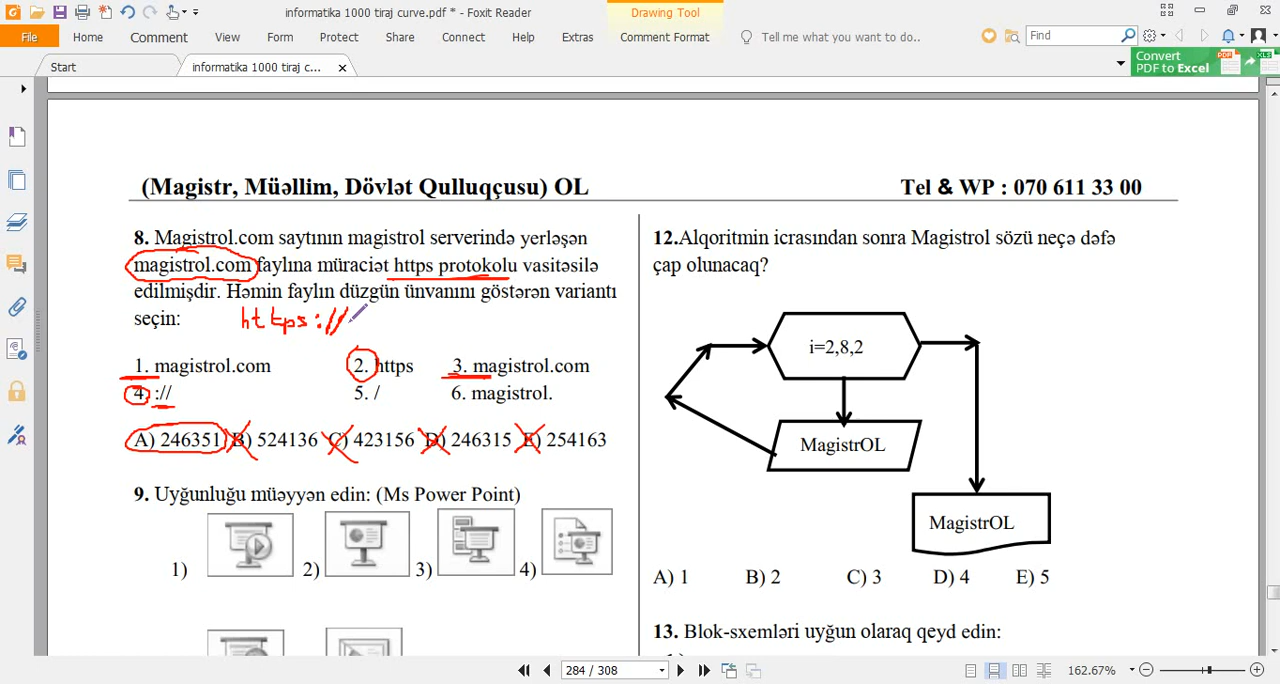 informatika 1000 tiraj curve.pdf * - Foxit Reader
Drawing Tool
File Home Comment View Form Protect Share Connect Help Extras Comment Format Tell me what you want to do.. Find
Start
informatika 1000 tiraj c...
Convert
PDF to Excel
PDF XLS
(Magistr, Müəllim, Dövlət Qulluqçusu) OL
Tel & WP : 070 611 33 00
8. Magistrol.com saytının magistrol serverində yerləşən
magistrol.com faylına müraciət https protokolu vasitəsilə
edilmişdir. Həmin faylın düzgün ünvanını göstərən variantı
seçin:
https://
1. magistrol.com 2. https 3. magistrol.com
4. :// 5. / 6. magistrol.
A) 246351 B) 524136 C) 423156 D) 246315 E) 254163
9. Uyğunluğu müəyyən edin: (Ms Power Point)
1) 2) 3) 4)
12.Alqoritmin icrasından sonra Magistrol sözü neçə dəfə
çap olunacaq?
i=2,8,2
MagistrOL
MagistrOL
A) 1 B) 2 C) 3 D) 4 E) 5
13. Blok-sxemləri uyğun olaraq qeyd edin:
284 / 308
162.67%